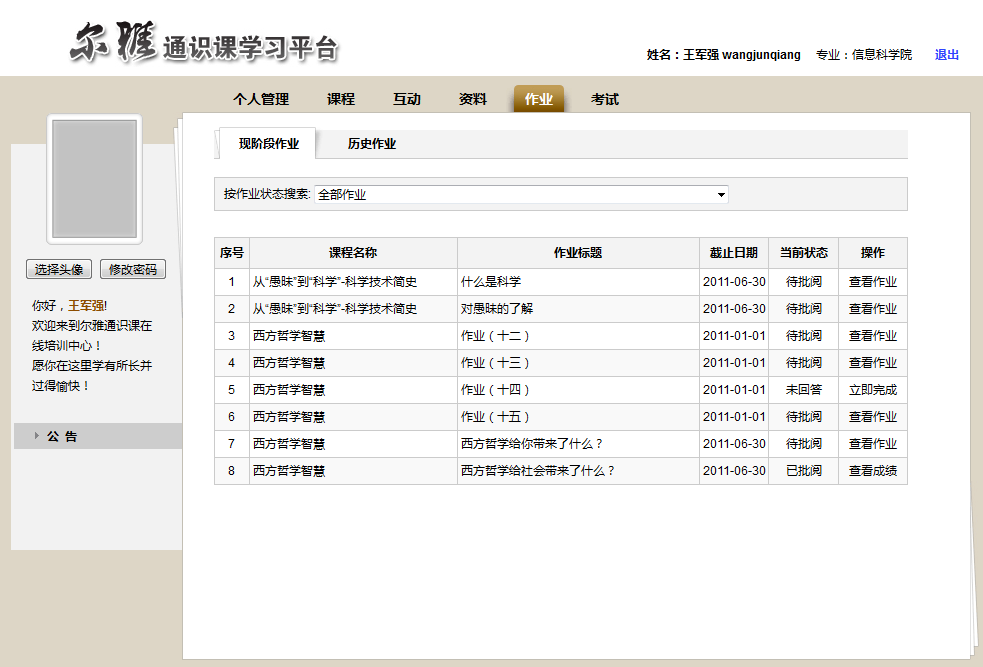 尔雅 通识课学习平台
姓名：王军强 wangjunqiang 专业：信息科学院 退出
个人管理 课程 互动 资料 作业 考试
现阶段作业 历史作业
按作业状态搜索: 全部作业
选择头像 修改密码
你好，王军强!
欢迎来到尔雅通识课在
线培训中心！
愿你在这里学有所长并
过得愉快！
公 告
序号 课程名称 作业标题 截止日期 当前状态 操作
1 从“愚昧”到“科学”-科学技术简史 什么是科学 2011-06-30 待批阅 查看作业
2 从“愚昧”到“科学”-科学技术简史 对愚昧的了解 2011-06-30 待批阅 查看作业
3 西方哲学智慧 作业（十二） 2011-01-01 待批阅 查看作业
4 西方哲学智慧 作业（十三） 2011-01-01 待批阅 查看作业
5 西方哲学智慧 作业（十四） 2011-01-01 未回答 立即完成
6 西方哲学智慧 作业（十五） 2011-01-01 待批阅 查看作业
7 西方哲学智慧 西方哲学给你带来了什么？ 2011-06-30 待批阅 查看作业
8 西方哲学智慧 西方哲学给社会带来了什么？ 2011-06-30 已批阅 查看成绩